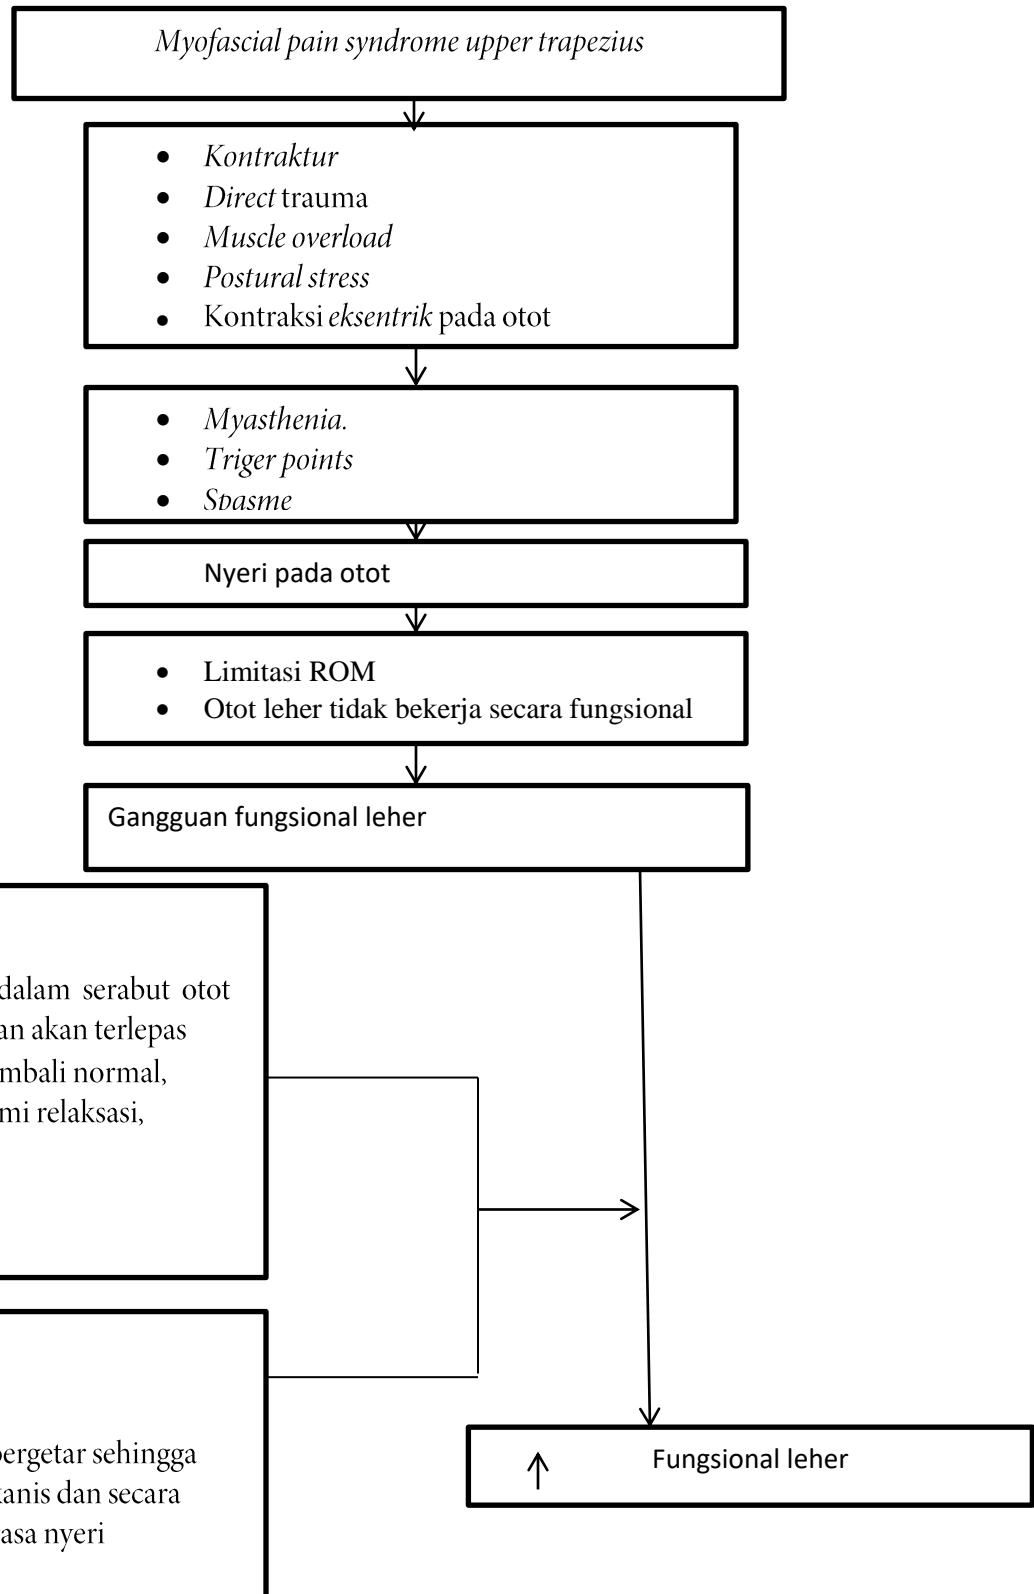 Myofascial pain syndrome upper trapezius
• Kontraktur
• Direct trauma
• Muscle overload
• Postural stress
• Kontraksi eksentrik pada otot
• Myasthenia.
• Triger points
• Spasme
Nyeri pada otot
• Limitasi ROM
• Otot leher tidak bekerja secara fungsional
Gangguan fungsional leher
dalam serabut otot
an akan terlepas
mbali normal,
mi relaksasi,
bergetar sehingga
kanis dan secara
asa nyeri
↑ Fungsional leher